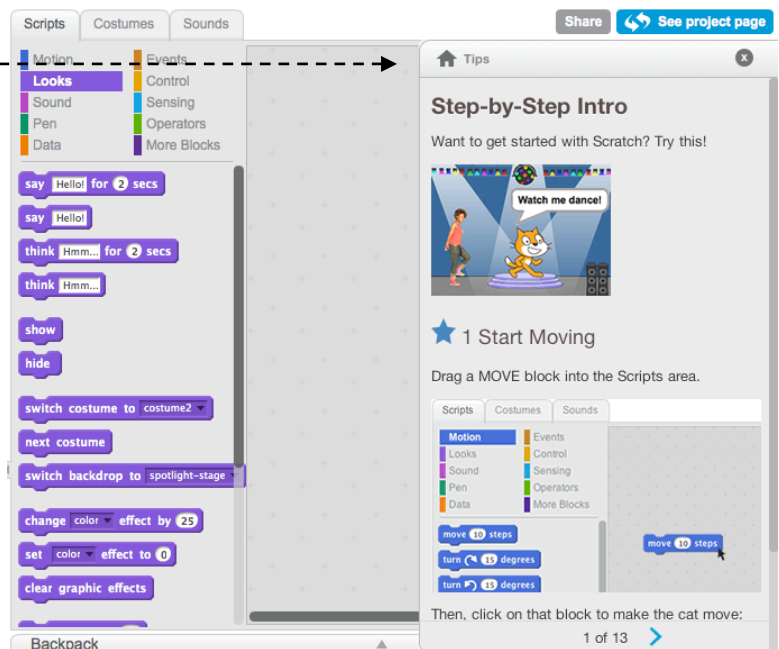 Scripts Costumes Sounds
Share See project page
Motion Events
Looks Control
Sound Sensing
Pen Operators
Data More Blocks
say Hello! for 2 secs
say Hello!
think Hmm... for 2 secs
think Hmm...
show
hide
switch costume to costume2
next costume
switch backdrop to spotlight-stage
change color effect by 25
set color effect to 0
clear graphic effects
Backpack
Tips
Step-by-Step Intro
Want to get started with Scratch? Try this!
Watch me dance!
1 Start Moving
Drag a MOVE block into the Scripts area.
Scripts Costumes Sounds
Motion Events
Looks Control
Sound Sensing
Pen Operators
Data More Blocks
move 10 steps
turn 15 degrees
turn 15 degrees
move 10 steps
Then, click on that block to make the cat move:
1 of 13